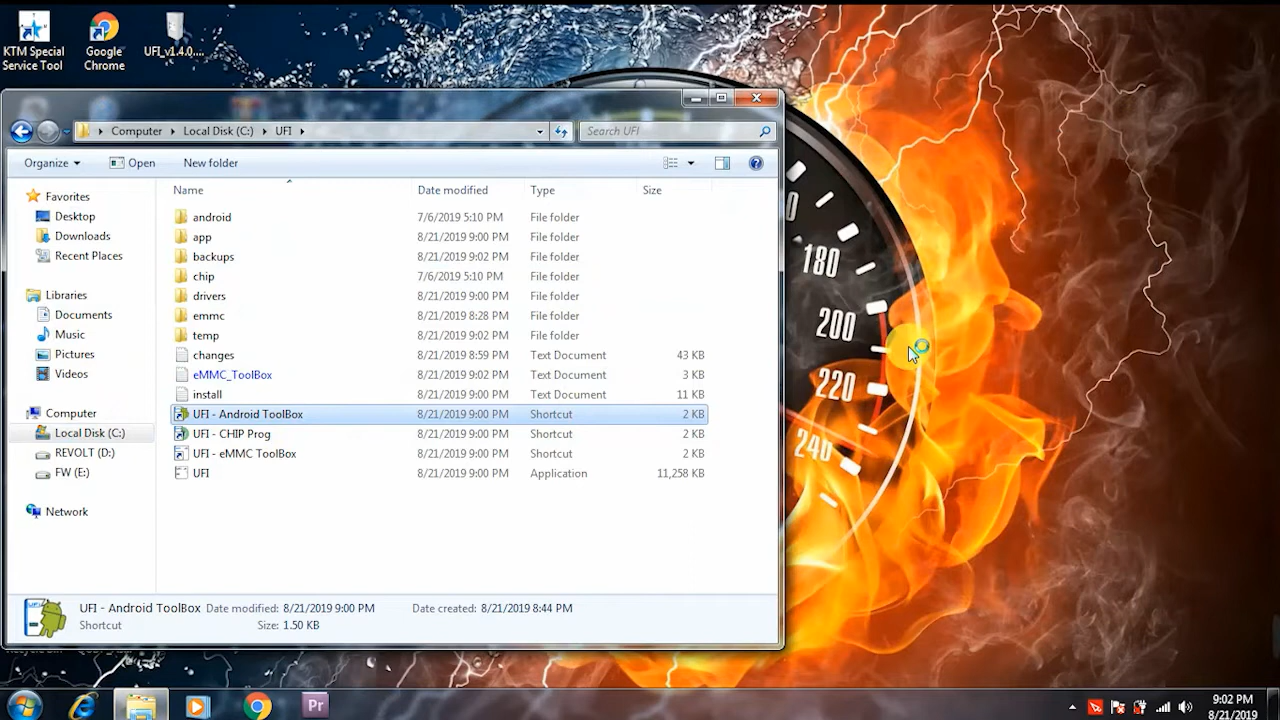 KTM Special
Service Tool
Google
Chrome
UFI_v1.4.0....
Computer Local Disk (C:) UFI
Search UFI
Organize Open New folder
Name Date modified Type Size
Favorites
Desktop
Downloads
Recent Places
Libraries
Documents
Music
Pictures
Videos
Computer
Local Disk (C:)
REVOLT (D:)
FW (E:)
Network
android 7/6/2019 5:10 PM File folder
app 8/21/2019 9:00 PM File folder
backups 8/21/2019 9:02 PM File folder
chip 7/6/2019 5:10 PM File folder
drivers 8/21/2019 9:00 PM File folder
emmc 8/21/2019 8:28 PM File folder
temp 8/21/2019 9:02 PM File folder
changes 8/21/2019 8:59 PM Text Document 43 KB
eMMC_ToolBox 8/21/2019 9:02 PM Text Document 3 KB
install 8/21/2019 9:00 PM Text Document 11 KB
UFI - Android ToolBox 8/21/2019 9:00 PM Shortcut 2 KB
UFI - CHIP Prog 8/21/2019 9:00 PM Shortcut 2 KB
UFI - eMMC ToolBox 8/21/2019 9:00 PM Shortcut 2 KB
UFI 8/21/2019 9:00 PM Application 11,258 KB
UFI - Android ToolBox Date modified: 8/21/2019 9:00 PM Date created: 8/21/2019 8:44 PM
Shortcut Size: 1.50 KB
180
200
220
240
Pr
9:02 PM
8/21/2019